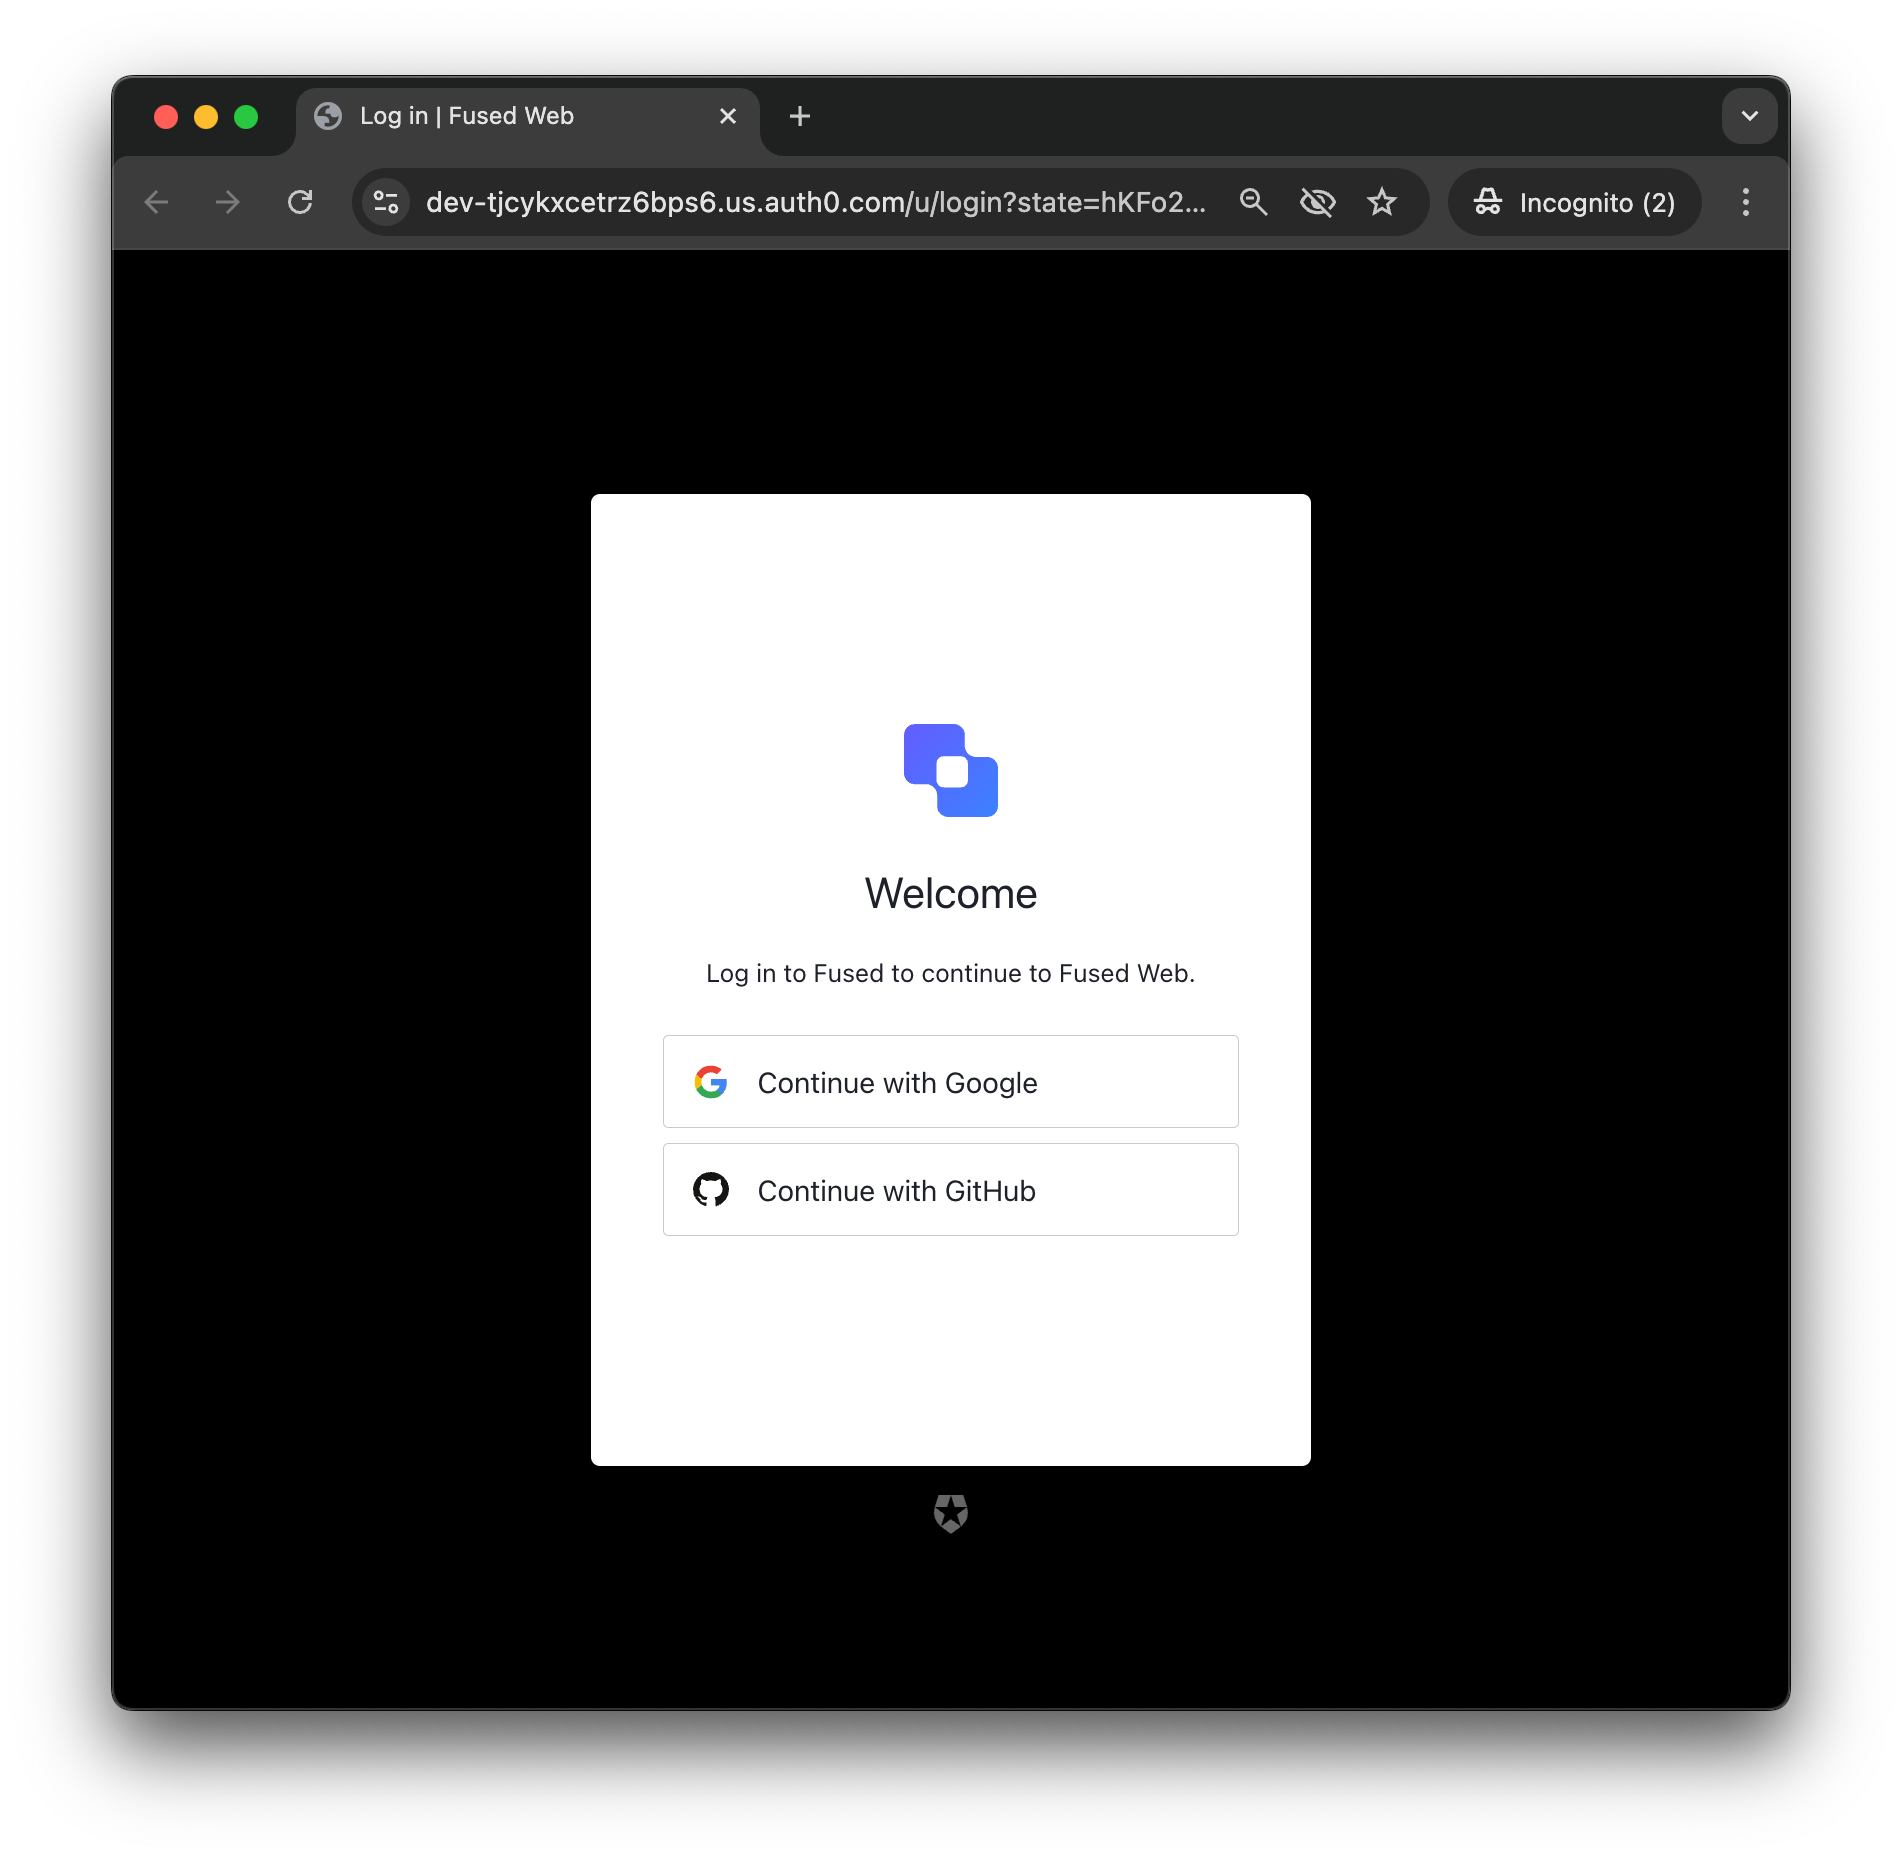 Log in | Fused Web
dev-tjcykxcetrz6bps6.us.auth0.com/u/login?state=hKFo2...
Incognito (2)
Welcome
Log in to Fused to continue to Fused Web.
Continue with Google
Continue with GitHub